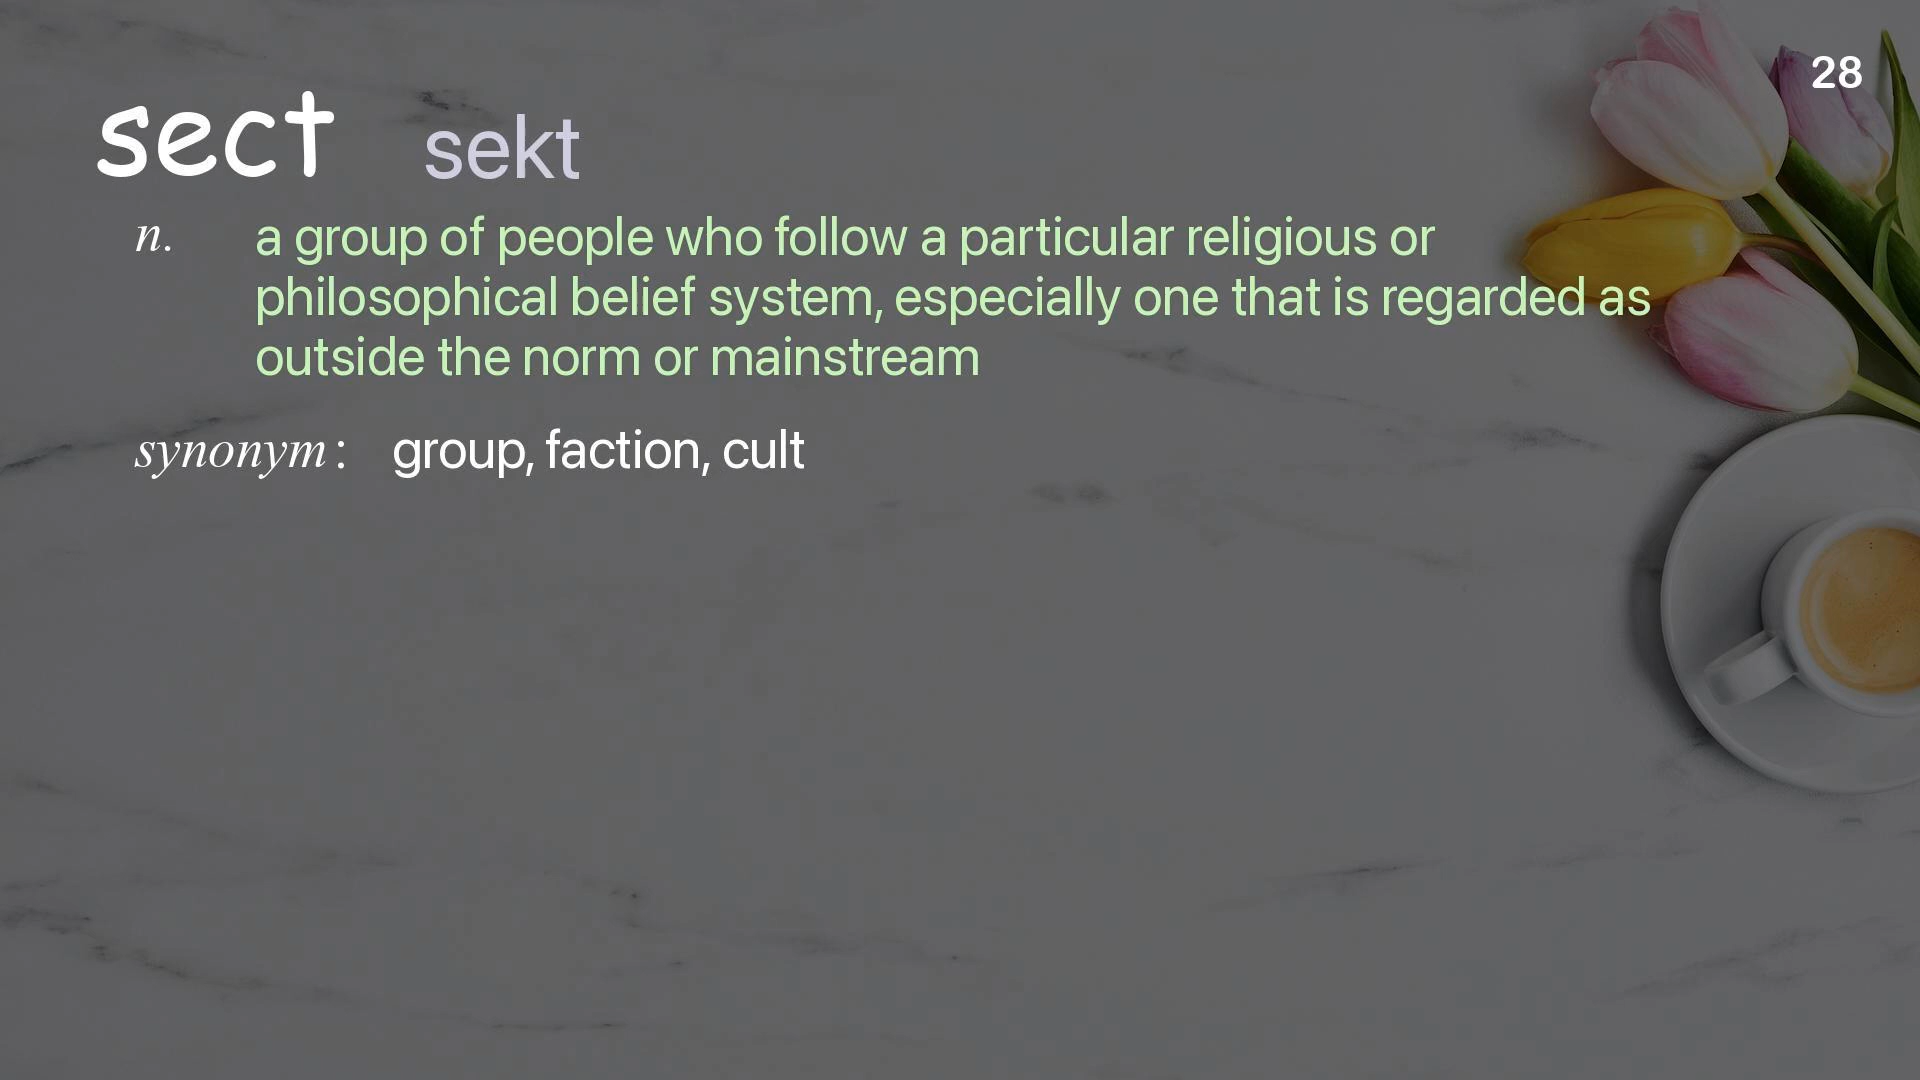 28
sect sekt
n. a group of people who follow a particular religious or
philosophical belief system, especially one that is regarded as
outside the norm or mainstream
synonym : group, faction, cult